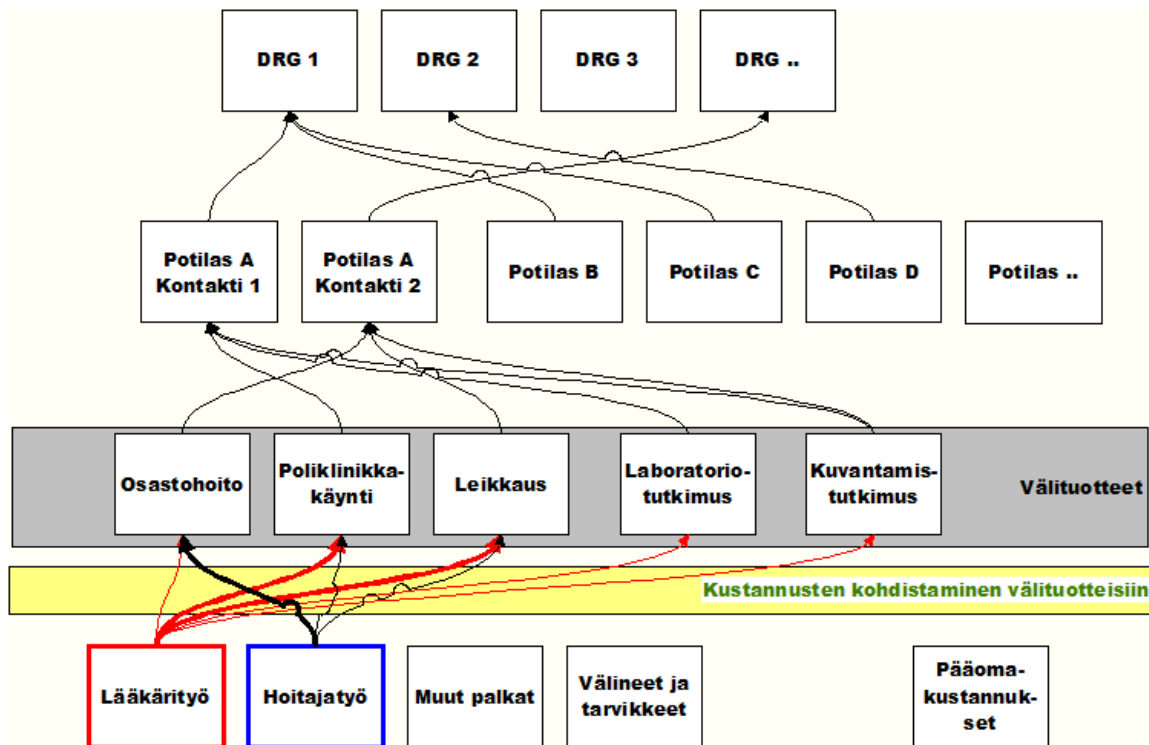 DRG 1
DRG 2
DRG 3
DRG ..
Potilas A
Kontakti 1
Potilas A
Kontakti 2
Potilas B
Potilas C
Potilas D
Potilas ..
Osastohoito
Poliklinikka-
käynti
Leikkaus
Laboratorio-
tutkimus
Kuvantamis-
tutkimus
Välituotteet
Kustannusten kohdistaminen välituotteisiin
Lääkärityö
Hoitajatyö
Muut palkat
Välineet ja
tarvikkeet
Pääoma-
kustannuk-
set